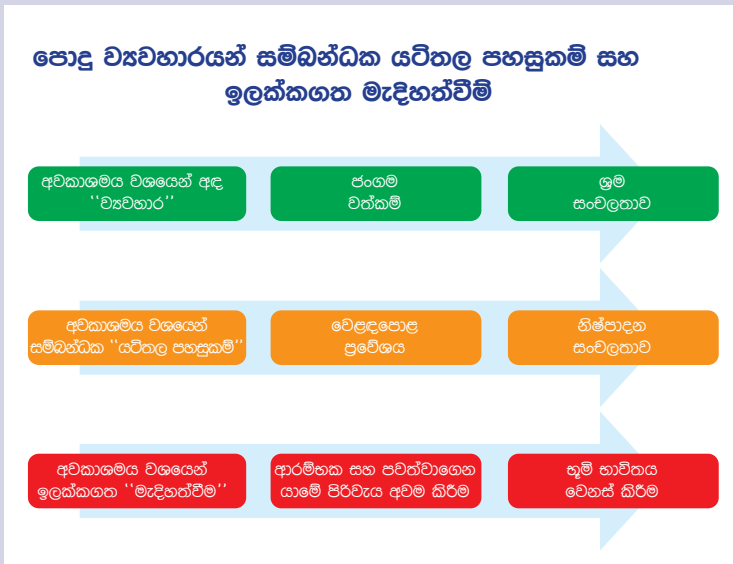 පොදු ව්‍යවහාරයන් සම්බන්ධක යටිතල පහසුකම් සහ
ඉලක්කගත මැදිහත්වීම්
අවකාශමය වශයෙන් අඳ
‘‘ව්‍යවහාර’’
ජංගම
වත්කම්
ශ්‍රම
සංචලතාව
අවකාශමය වශයෙන්
සම්බන්ධක ‘‘යටිතල පහසුකම්’’
වෙළඳපොළ
ප්‍රවේශය
නිෂ්පාදන
සංචලතාව
අවකාශමය වශයෙන්
ඉලක්කගත ‘‘මැදිහත්වීම’’
ආරම්භක සහ පවත්වාගෙන
යාමේ පිරිවැය අවම කිරීම
භූමි භාවිතය
වෙනස් කිරීම